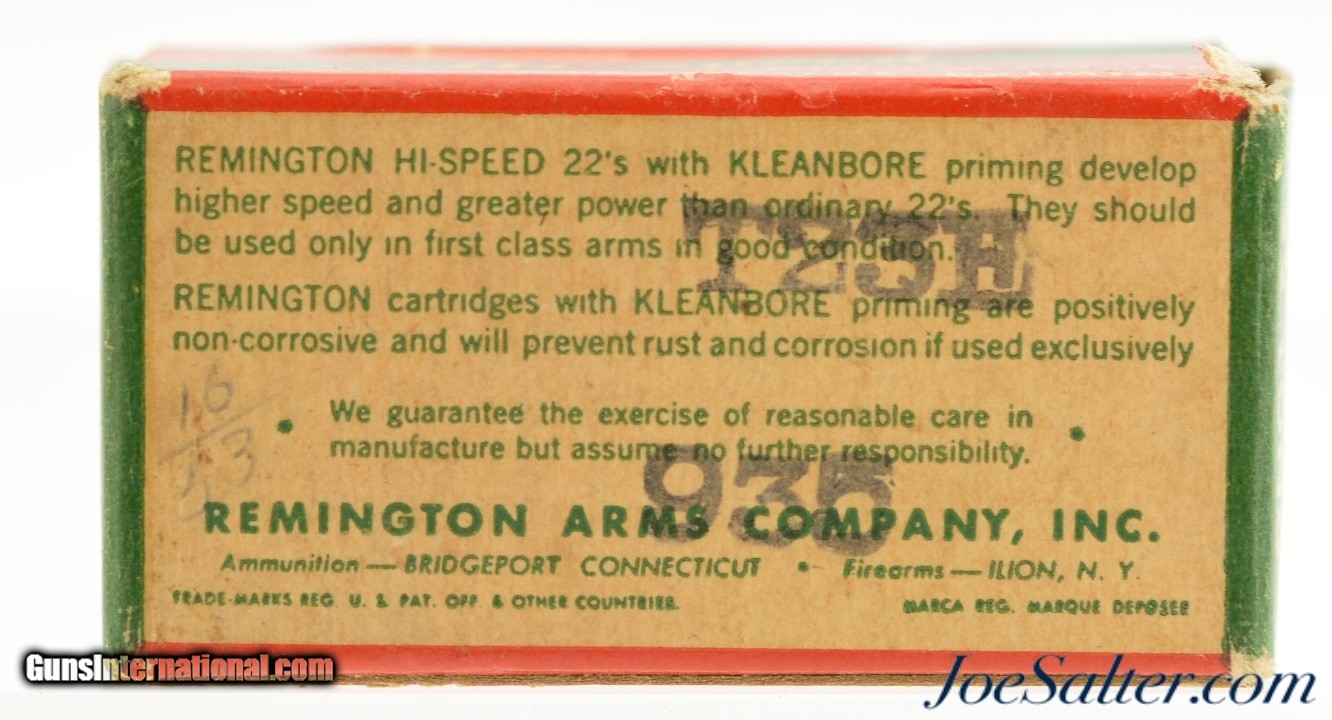 REMINGTON HI-SPEED 22's with KLEANBORE priming develop
higher speed and greater power than ordinary 22's. They should
be used only in first class arms in good condition.
T25H
REMINGTON cartridges with KLEANBORE priming are positively
non-corrosive and will prevent rust and corrosion if used exclusively
16
• We guarantee the exercise of reasonable care in •
manufacture but assume no further responsibility.
935
REMINGTON ARMS COMPANY, INC.
Ammunition — BRIDGEPORT CONNECTICUT • Firearms — ILION, N. Y.
TRADE-MARKS REG. U. S. PAT. OFF. & OTHER COUNTRIES. MARCA REG. MARQUE DEPOSEE
GunsInternational.com
JoeSalter.com